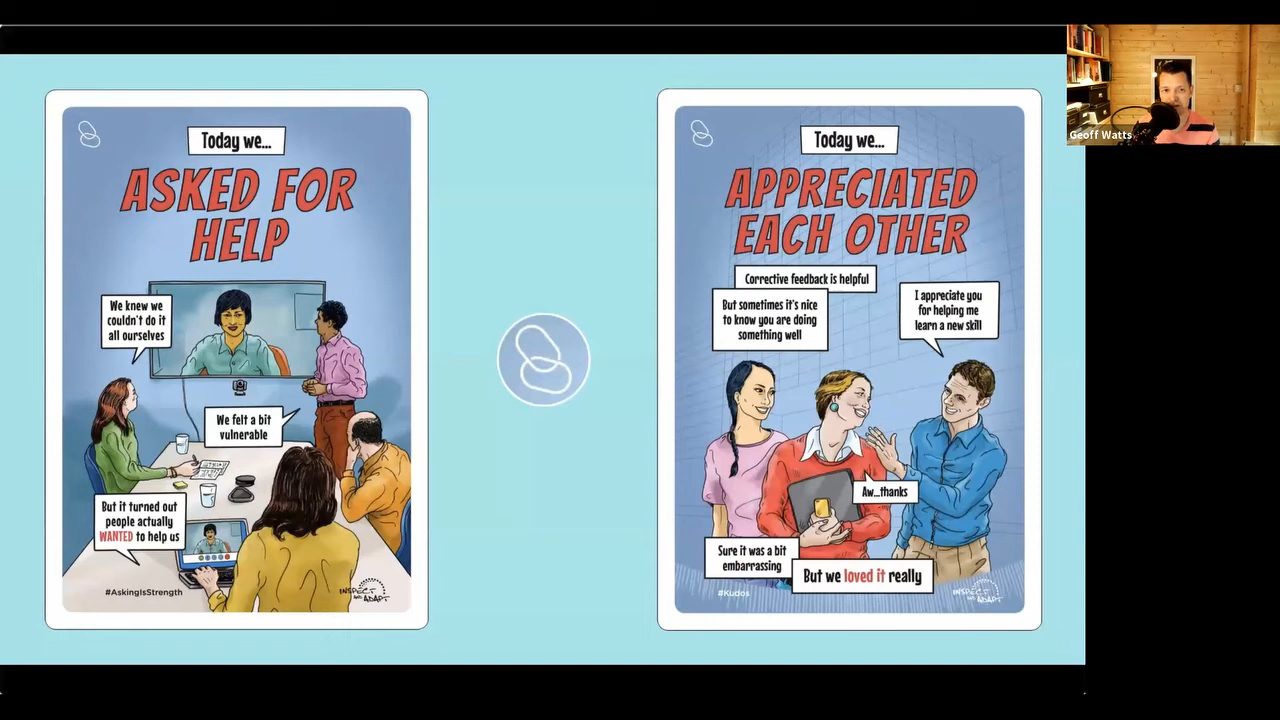 Today we...
ASKED FOR
HELP
We knew we
couldn't do it
all ourselves
We felt a bit
vulnerable
But it turned out
people actually
WANTED to help us
#AskingIsStrength
INSPECT
AND ADAPT
Today we...
APPRECIATED
EACH OTHER
Corrective feedback is helpful
But sometimes it's nice
to know you are doing
something well
I appreciate you
for helping me
learn a new skill
Aw...thanks
Sure it was a bit
embarrassing
But we loved it really
#Kudos
INSPECT
AND ADAPT
Geoff Watts